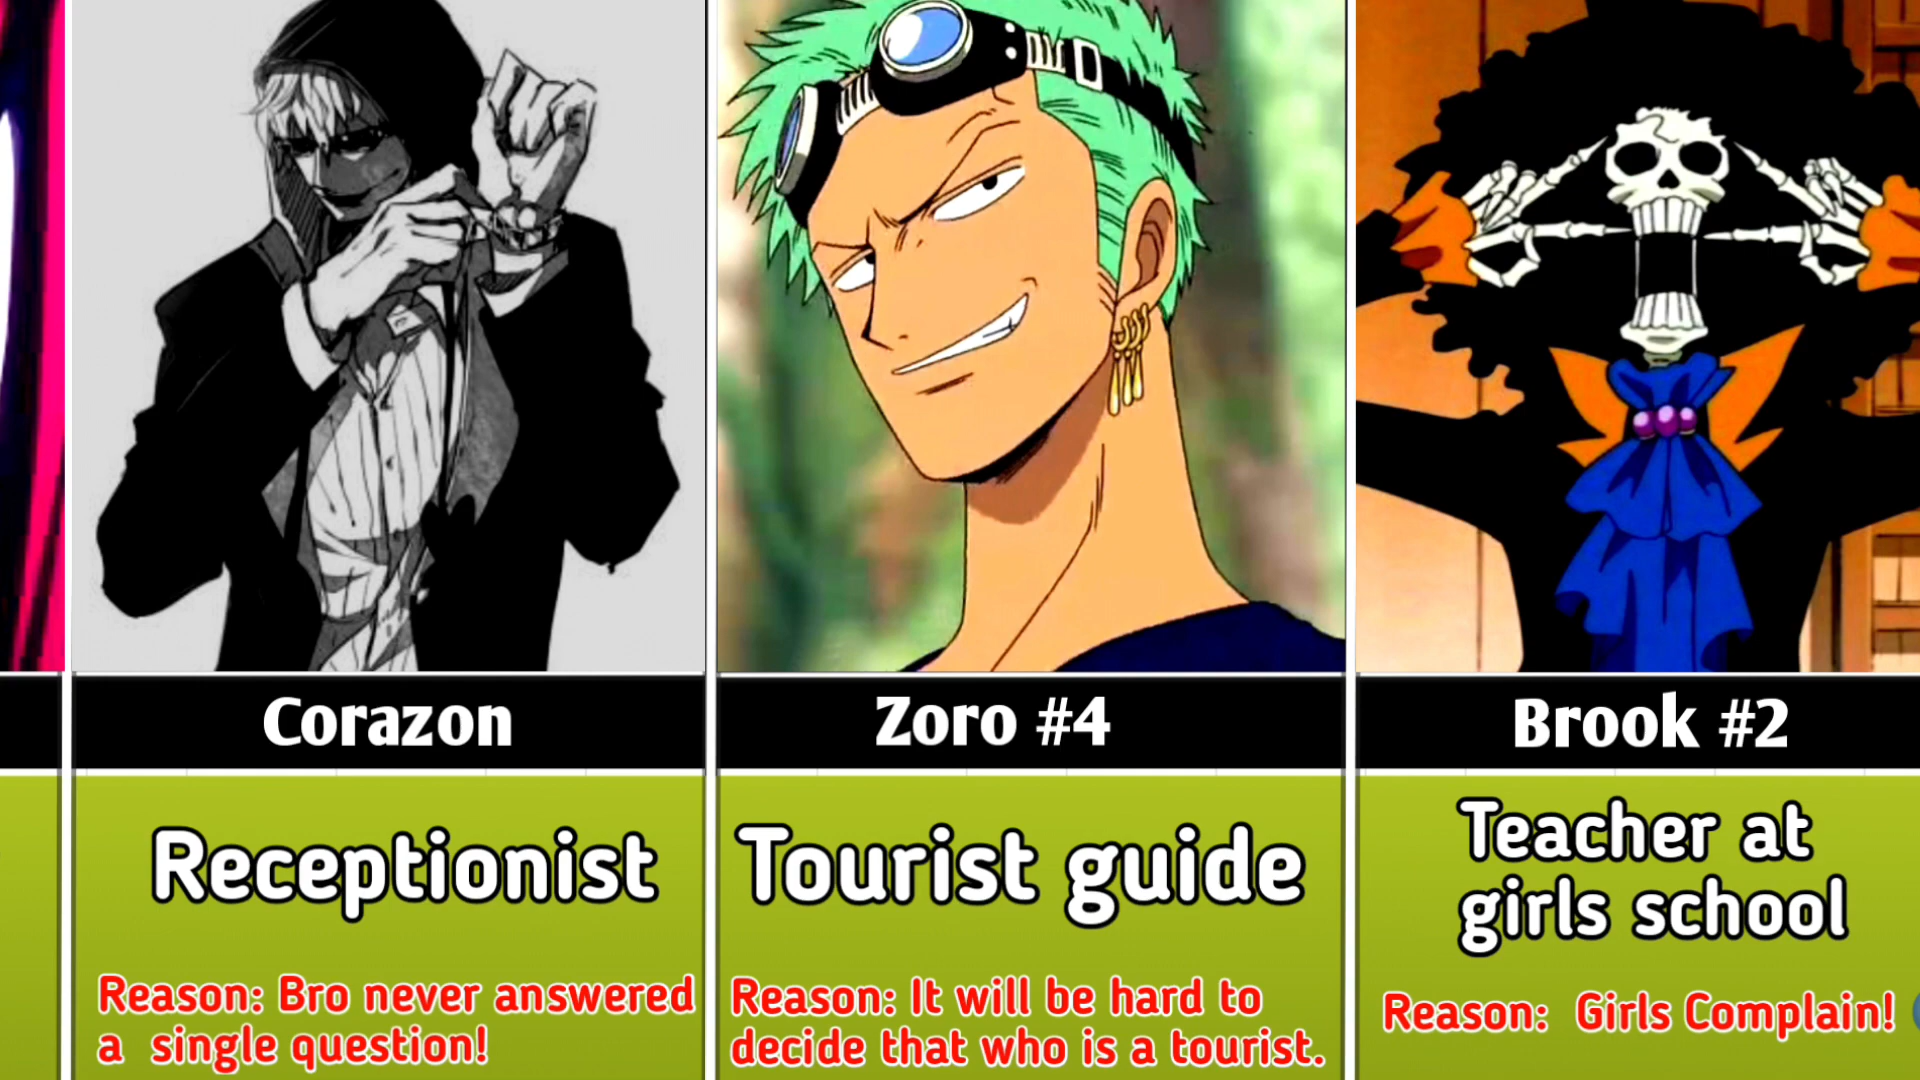 Corazon
Receptionist
Reason: Bro never answered
a single question!
Zoro #4
Tourist guide
Reason: It will be hard to
decide that who is a tourist.
Brook #2
Teacher at
girls school
Reason: Girls Complain!